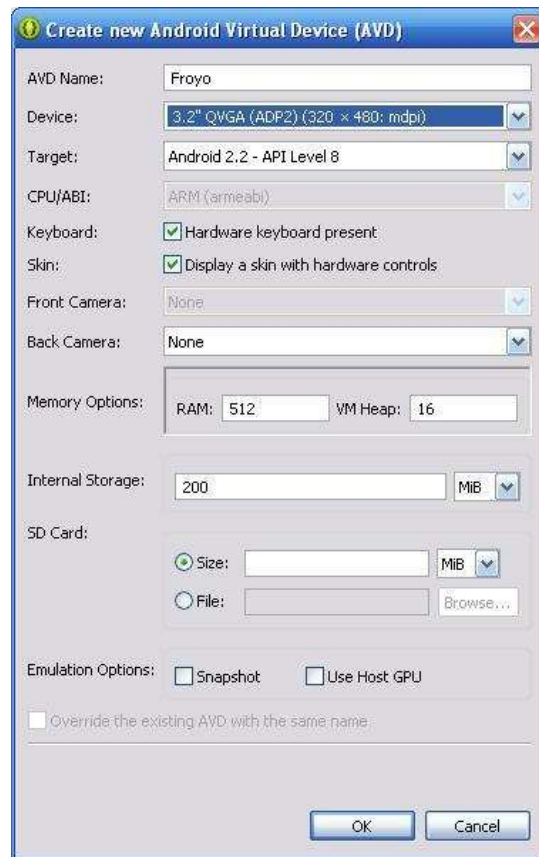 Create new Android Virtual Device (AVD)
AVD Name: Froyo
Device: 3.2" QVGA (ADP2) (320 × 480: mdpi)
Target: Android 2.2 - API Level 8
CPU/ABI: ARM (armeabi)
Keyboard: Hardware keyboard present
Skin: Display a skin with hardware controls
Front Camera: None
Back Camera: None
Memory Options: RAM: 512 VM Heap: 16
Internal Storage: 200 MiB
SD Card:
Size: MiB
File: Browse...
Emulation Options: Snapshot Use Host GPU
Override the existing AVD with the same name
OK Cancel